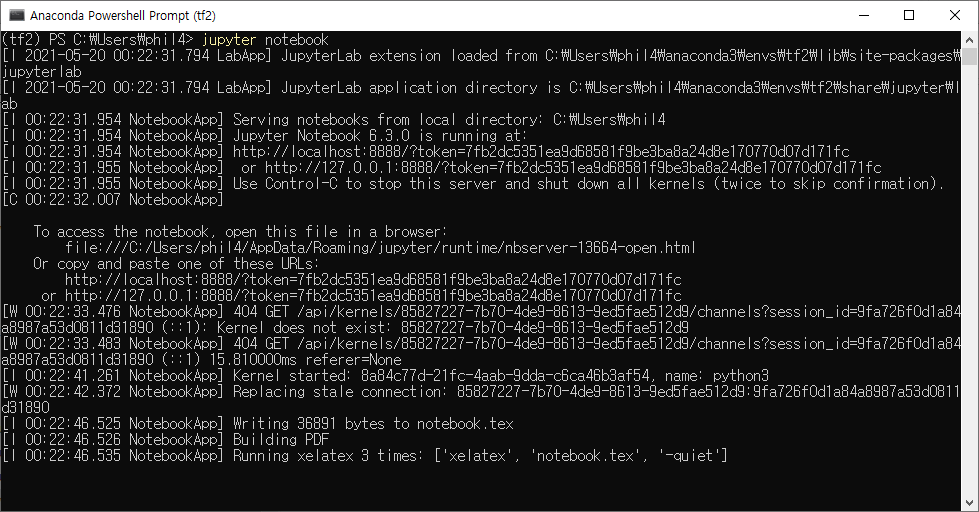 Anaconda Powershell Prompt (tf2)
(tf2) PS C:₩Users₩phil4> jupyter notebook
[I 2021-05-20 00:22:31.794 LabApp] JupyterLab extension loaded from C:₩Users₩phil4₩anaconda3₩envs₩tf2₩lib₩site-packages₩
jupyterlab
[I 2021-05-20 00:22:31.794 LabApp] JupyterLab application directory is C:₩Users₩phil4₩anaconda3₩envs₩tf2₩share₩jupyter₩l
ab
[I 00:22:31.954 NotebookApp] Serving notebooks from local directory: C:₩Users₩phil4
[I 00:22:31.954 NotebookApp] Jupyter Notebook 6.3.0 is running at:
[I 00:22:31.954 NotebookApp] http://localhost:8888/?token=7fb2dc5351ea9d68581f9be3ba8a24d8e170770d07d171fc
[I 00:22:31.955 NotebookApp]  or http://127.0.0.1:8888/?token=7fb2dc5351ea9d68581f9be3ba8a24d8e170770d07d171fc
[I 00:22:31.955 NotebookApp] Use Control-C to stop this server and shut down all kernels (twice to skip confirmation).
[C 00:22:32.007 NotebookApp]
To access the notebook, open this file in a browser:
file:///C:/Users/phil4/AppData/Roaming/jupyter/runtime/nbserver-13664-open.html
Or copy and paste one of these URLs:
http://localhost:8888/?token=7fb2dc5351ea9d68581f9be3ba8a24d8e170770d07d171fc
or http://127.0.0.1:8888/?token=7fb2dc5351ea9d68581f9be3ba8a24d8e170770d07d171fc
[W 00:22:33.476 NotebookApp] 404 GET /api/kernels/85827227-7b70-4de9-8613-9ed5fae512d9/channels?session_id=9fa726f0d1a84
a8987a53d0811d31890 (::1): Kernel does not exist: 85827227-7b70-4de9-8613-9ed5fae512d9
[W 00:22:33.483 NotebookApp] 404 GET /api/kernels/85827227-7b70-4de9-8613-9ed5fae512d9/channels?session_id=9fa726f0d1a84
a8987a53d0811d31890 (::1) 15.810000ms referer=None
[I 00:22:41.261 NotebookApp] Kernel started: 8a84c77d-21fc-4aab-9dda-c6ca46b3af54, name: python3
[W 00:22:42.372 NotebookApp] Replacing stale connection: 85827227-7b70-4de9-8613-9ed5fae512d9:9fa726f0d1a84a8987a53d0811
d31890
[I 00:22:46.525 NotebookApp] Writing 36891 bytes to notebook.tex
[I 00:22:46.526 NotebookApp] Building PDF
[I 00:22:46.535 NotebookApp] Running xelatex 3 times: ['xelatex', 'notebook.tex', '-quiet']